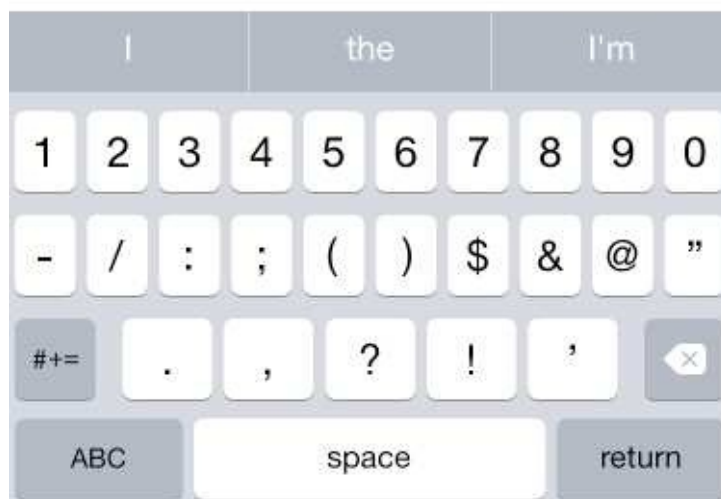 I the I'm
1 2 3 4 5 6 7 8 9 0
- / : ; ( ) $ & @ ”
#+= . , ? ! ’
ABC space return